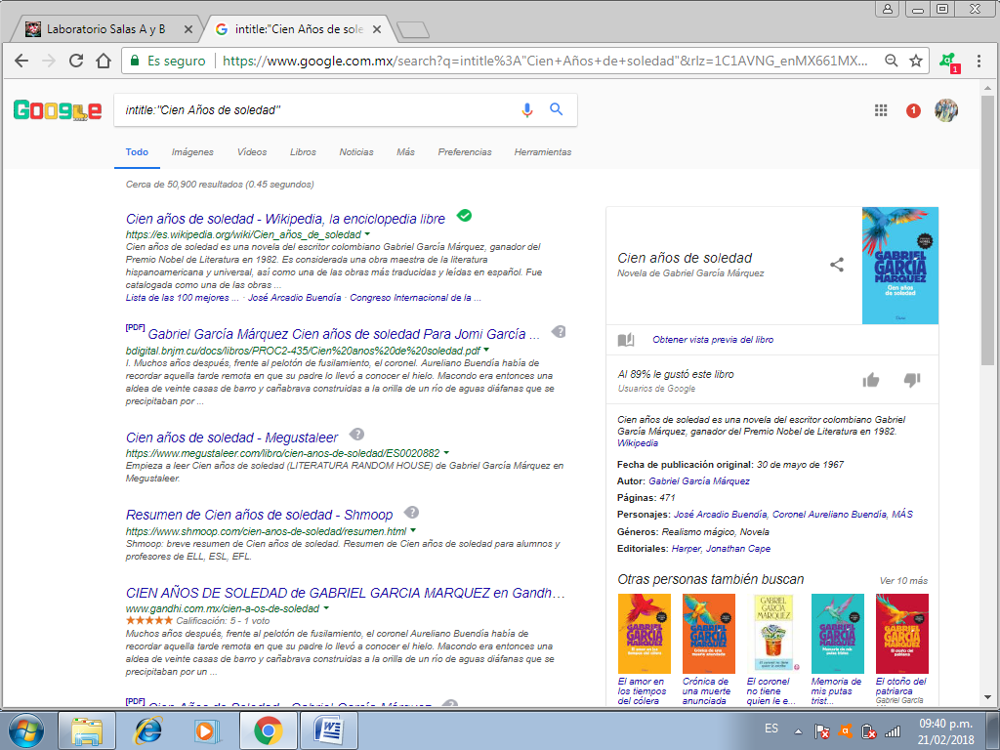 Laboratorio Salas A y B
intitle:"Cien Años de sole
Es seguro
https://www.google.com.mx/search?q=intitle%3A"Cien+Años+de+soledad"&rlz=1C1AVNG_enMX661MX...
1
Google
intitle:"Cien Años de soledad"
1
Todo Imágenes Vídeos Libros Noticias Más Preferencias Herramientas
Cerca de 50,900 resultados (0.45 segundos)
Cien años de soledad - Wikipedia, la enciclopedia libre
https://es.wikipedia.org/wiki/Cien_años_de_soledad
Cien años de soledad es una novela del escritor colombiano Gabriel García Márquez, ganador del
Premio Nobel de Literatura en 1982. Es considerada una obra maestra de la literatura
hispanoamericana y universal, así como una de las obras más traducidas y leídas en español. Fue
catalogada como una de las obras ...
Lista de las 100 mejores ... · José Arcadio Buendía · Congreso Internacional de la ...
[PDF] Gabriel García Márquez Cien años de soledad Para Jomi García ...
bdigital.bnjm.cu/docs/libros/PROC2-435/Cien%20anos%20de%20soledad.pdf
I. Muchos años después, frente al pelotón de fusilamiento, el coronel. Aureliano Buendía había de
recordar aquella tarde remota en que su padre lo llevó a conocer el hielo. Macondo era entonces una
aldea de veinte casas de barro y cañabrava construidas a la orilla de un río de aguas diáfanas que se
precipitaban por ...
Cien años de soledad - Megustaleer
https://www.megustaleer.com/libro/cien-anos-de-soledad/ES0020882
Empieza a leer Cien años de soledad (LITERATURA RANDOM HOUSE) de Gabriel García Márquez en
Megustaleer.
Resumen de Cien años de soledad - Shmoop
https://www.shmoop.com/cien-anos-de-soledad/resumen.html
Shmoop: breve resumen de Cien años de soledad. Resumen de Cien años de soledad para alumnos y
profesores de ELL, ESL, EFL.
CIEN AÑOS DE SOLEDAD de GABRIEL GARCIA MARQUEZ en Gandh...
www.gandhi.com.mx/cien-a-os-de-soledad
Calificación: 5 - 1 voto
Muchos años después, frente al pelotón de fusilamiento, el coronel Aureliano Buendía había de
recordar aquella tarde remota en que su padre lo llevó a conocer el hielo. Macondo era entonces una
aldea de veinte casas de barro y cañabrava construidas a la orilla de un río de aguas diáfanas que se
precipitaban por un ...
[PDF] Cien Años de Soledad - Gabriel García Márquez
Cien años de soledad
Novela de Gabriel García Márquez
GABRIEL
GARCÍA
MÁRQUEZ
Cien años
de soledad
Obtener vista previa del libro
Al 89% le gustó este libro
Usuarios de Google
Cien años de soledad es una novela del escritor colombiano Gabriel
García Márquez, ganador del Premio Nobel de Literatura en 1982.
Wikipedia
Fecha de publicación original: 30 de mayo de 1967
Autor: Gabriel García Márquez
Páginas: 471
Personajes: José Arcadio Buendía, Coronel Aureliano Buendía, MÁS
Géneros: Realismo mágico, Novela
Editoriales: Harper, Jonathan Cape
Otras personas también buscan
Ver 10 más
GABRIEL
GARCÍA
MÁRQUEZ
GABRIEL
GARCÍA
MÁRQUEZ
GABRIEL
GARCÍA
MÁRQUEZ
GABRIEL
GARCÍA
MÁRQUEZ
GABRIEL
GARCÍA
MÁRQUEZ
El amor en
los tiempos
del cólera
Crónica de
una muerte
anunciada
El coronel
no tiene
quien le e...
Memoria de
mis putas
trist...
El otoño del
patriarca
Gabriel García
ES
09:40 p.m.
21/02/2018